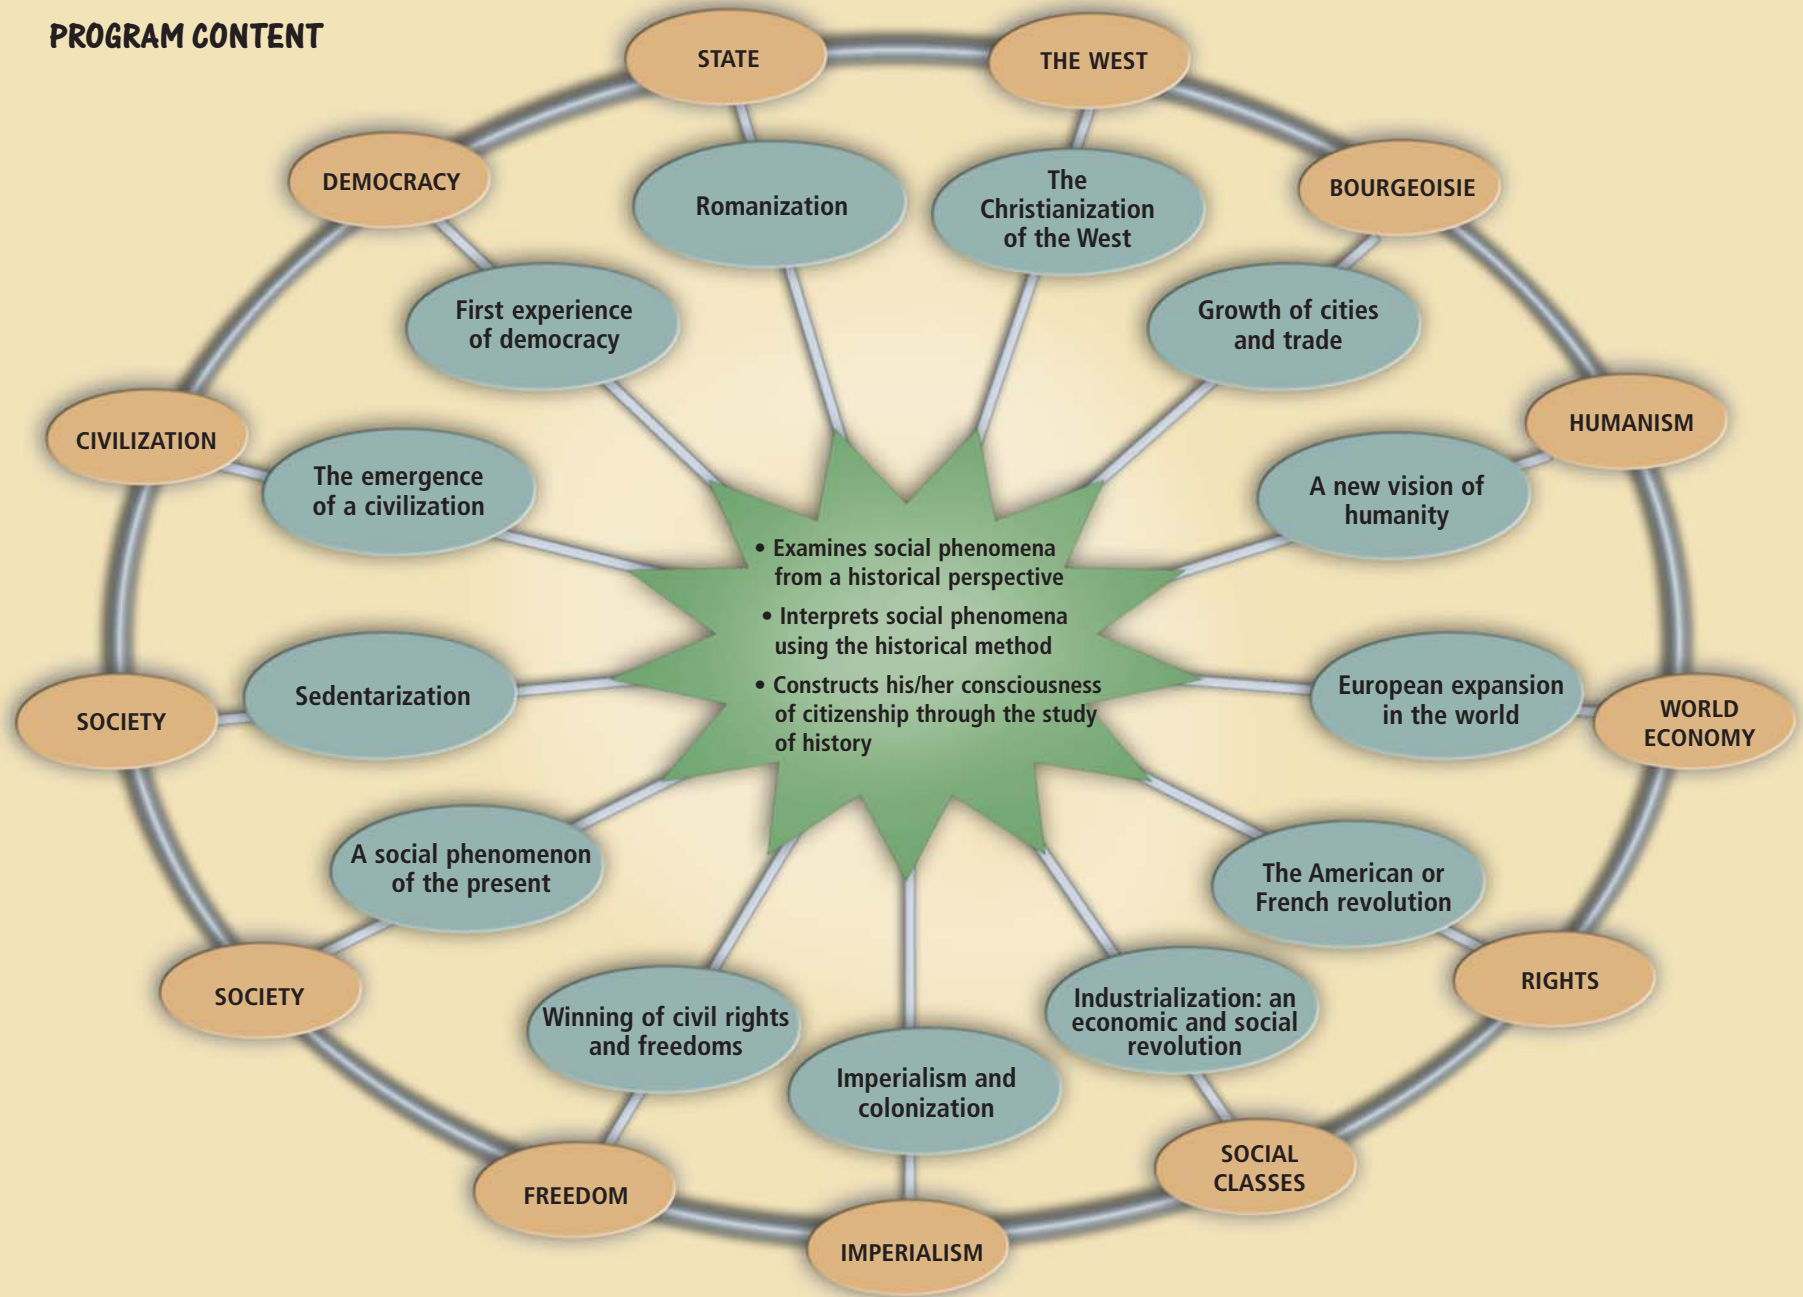 PROGRAM CONTENT
STATE
THE WEST
DEMOCRACY
BOURGEOISIE
Romanization
The
Christianization
of the West
First experience
of democracy
Growth of cities
and trade
CIVILIZATION
HUMANISM
The emergence
of a civilization
A new vision of
humanity
• Examines social phenomena
from a historical perspective
• Interprets social phenomena
using the historical method
• Constructs his/her consciousness
of citizenship through the study
of history
SOCIETY
Sedentarization
European expansion
in the world
WORLD
ECONOMY
A social phenomenon
of the present
The American or
French revolution
SOCIETY
RIGHTS
Winning of civil rights
and freedoms
Industrialization: an
economic and social
revolution
Imperialism and
colonization
FREEDOM
SOCIAL
CLASSES
IMPERIALISM